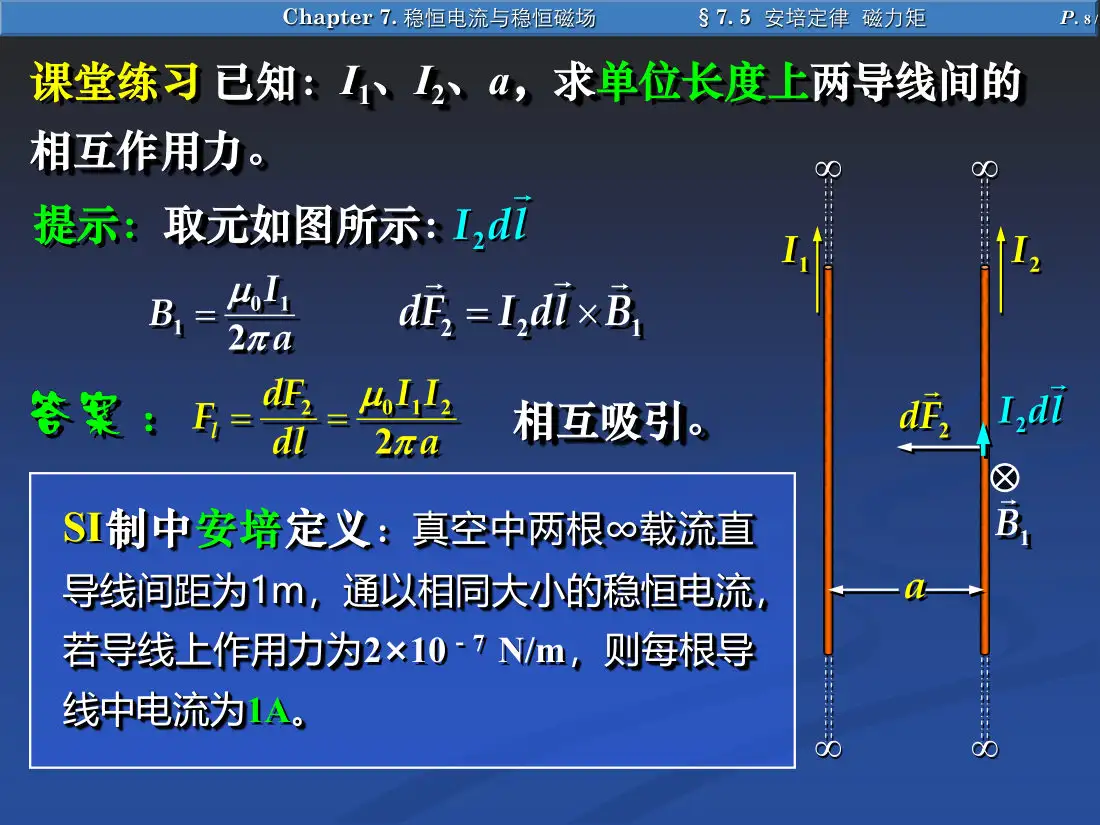 Chapter 7. 稳恒电流与稳恒磁场 § 7. 5 安培定律 磁力矩 P. 8/
课堂练习 已知：I₁、I₂、a，求单位长度上两导线间的
相互作用力。
提示：取元如图所示：I₂dl⃗
B₁ = μ₀I₁ / 2πa dF⃗₂ = I₂dl⃗ × B⃗₁
答案：Fₗ = dF₂ / dl = μ₀I₁I₂ / 2πa 相互吸引。
SI制中安培定义：真空中两根∞载流直
导线间距为1m，通以相同大小的稳恒电流，
若导线上作用力为2×10⁻⁷ N/m，则每根导
线中电流为1A。
∞ ∞
I₁ I₂
dF⃗₂ I₂dl⃗
⊗
B⃗₁
a
∞ ∞